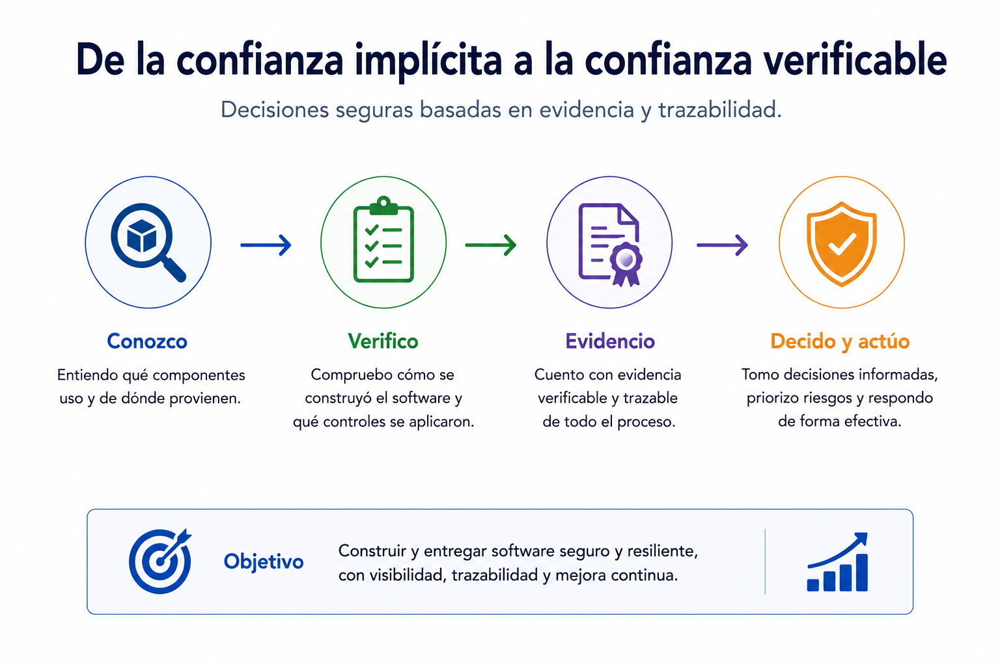 De la confianza implícita a la confianza verificable
Decisiones seguras basadas en evidencia y trazabilidad.
Conozco
Entiendo qué componentes
uso y de dónde provienen.
Verifico
Compruebo cómo se
construyó el software y
qué controles se aplicaron.
Evidencio
Cuento con evidencia
verificable y trazable
de todo el proceso.
Decido y actúo
Tomo decisiones informadas,
priorizo riesgos y respondo
de forma efectiva.
Objetivo
Construir y entregar software seguro y resiliente,
con visibilidad, trazabilidad y mejora continua.